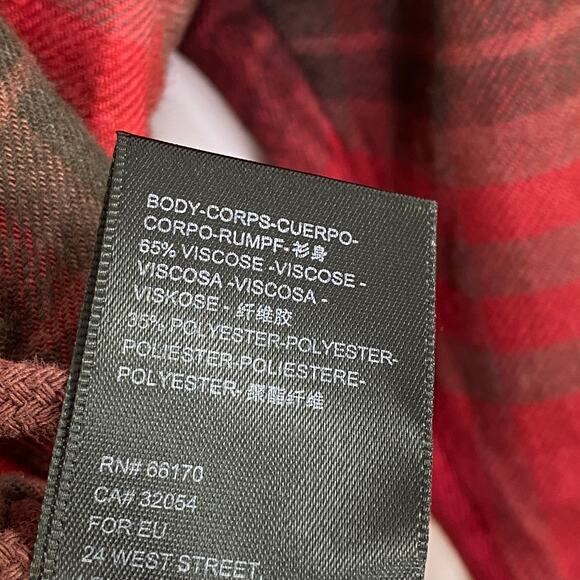 BODY-CORPS-CUERPO-
CORPO-RUMPF-衫身
65% VISCOSE -VISCOSE -
VISCOSA -VISCOSA -
VISKOSE - 纤维胶
35% POLYESTER-POLYESTER-
POLIESTER-POLIESTERE-
POLYESTER-聚酯纤维
RN# 66170
CA# 32054
FOR EU
24 WEST STREET,